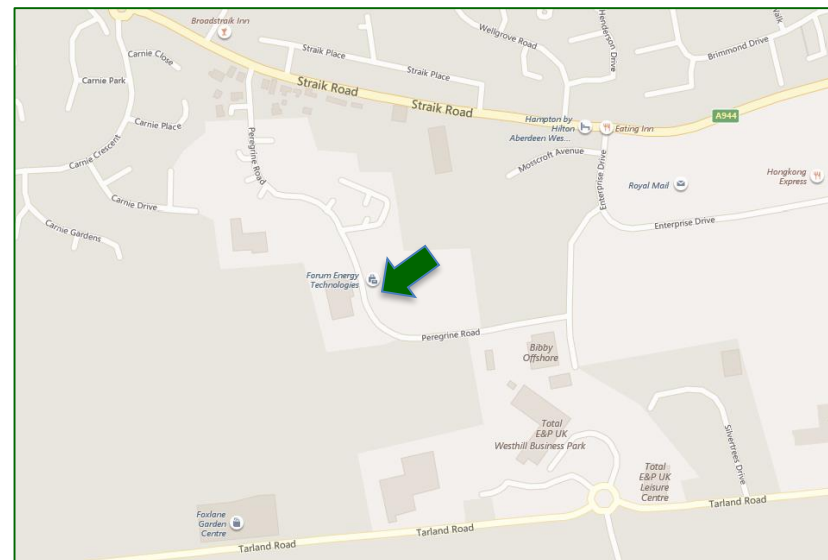 Broadstraik Inn
Walk
Carnie Close
Wellgrove Road
Henderson Drive
Straik Place
Brimmond Drive
Carnie Park
Straik Place
Straik Road
Straik Road
A944
Carnie Place
Hampton by
Hilton
Aberdeen Wes...
Eating Inn
Carnie Crescent
Peregrine Road
Mosscroft Avenue
Hongkong
Express
Royal Mail
Enterprise Drive
Carnie Drive
Carnie Gardens
Enterprise Drive
Forum Energy
Technologies
Peregrine Road
Bibby
Offshore
Total
E&P UK
Westhill Business Park
Silvertrees Drive
Total
E&P UK
Leisure
Centre
Tarland Road
Foxlane
Garden
Centre
Tarland Road
Tarland Road